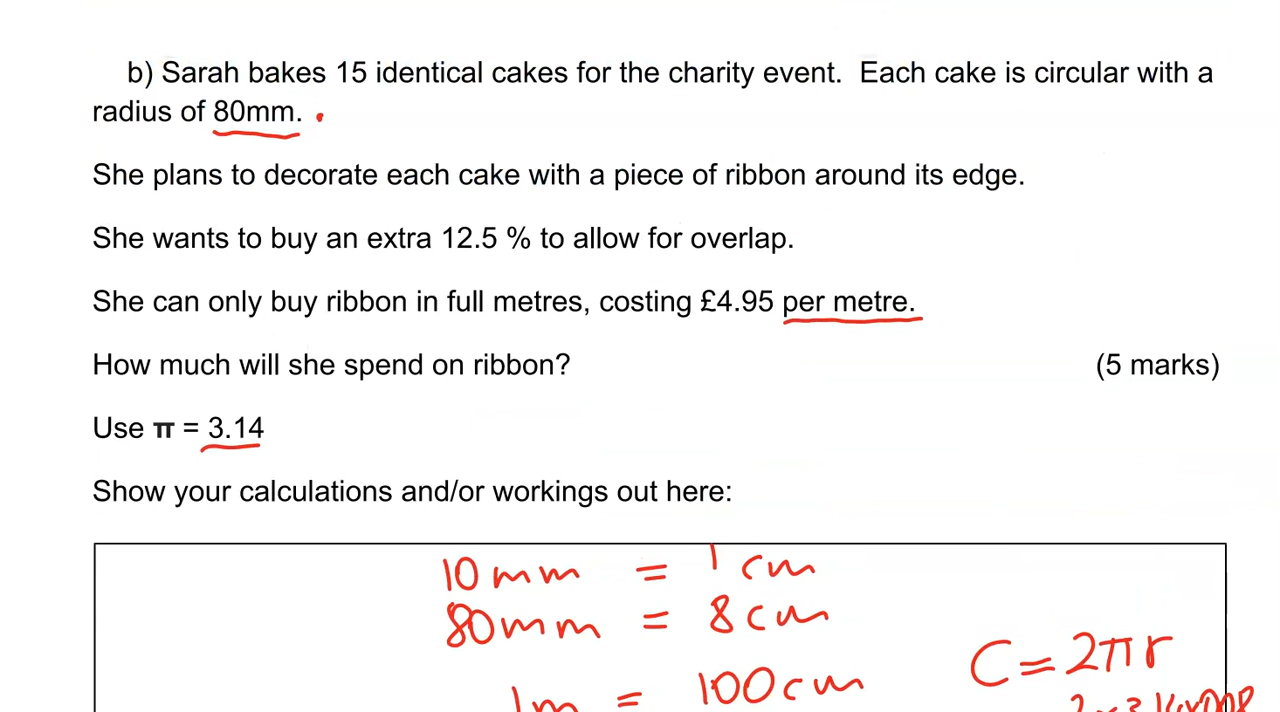 b) Sarah bakes 15 identical cakes for the charity event. Each cake is circular with a
radius of 80mm.
She plans to decorate each cake with a piece of ribbon around its edge.
She wants to buy an extra 12.5 % to allow for overlap.
She can only buy ribbon in full metres, costing £4.95 per metre.
How much will she spend on ribbon? (5 marks)
Use π = 3.14
Show your calculations and/or workings out here:
10mm = 1cm
80mm = 8cm
C = 2πr
1m = 100cm